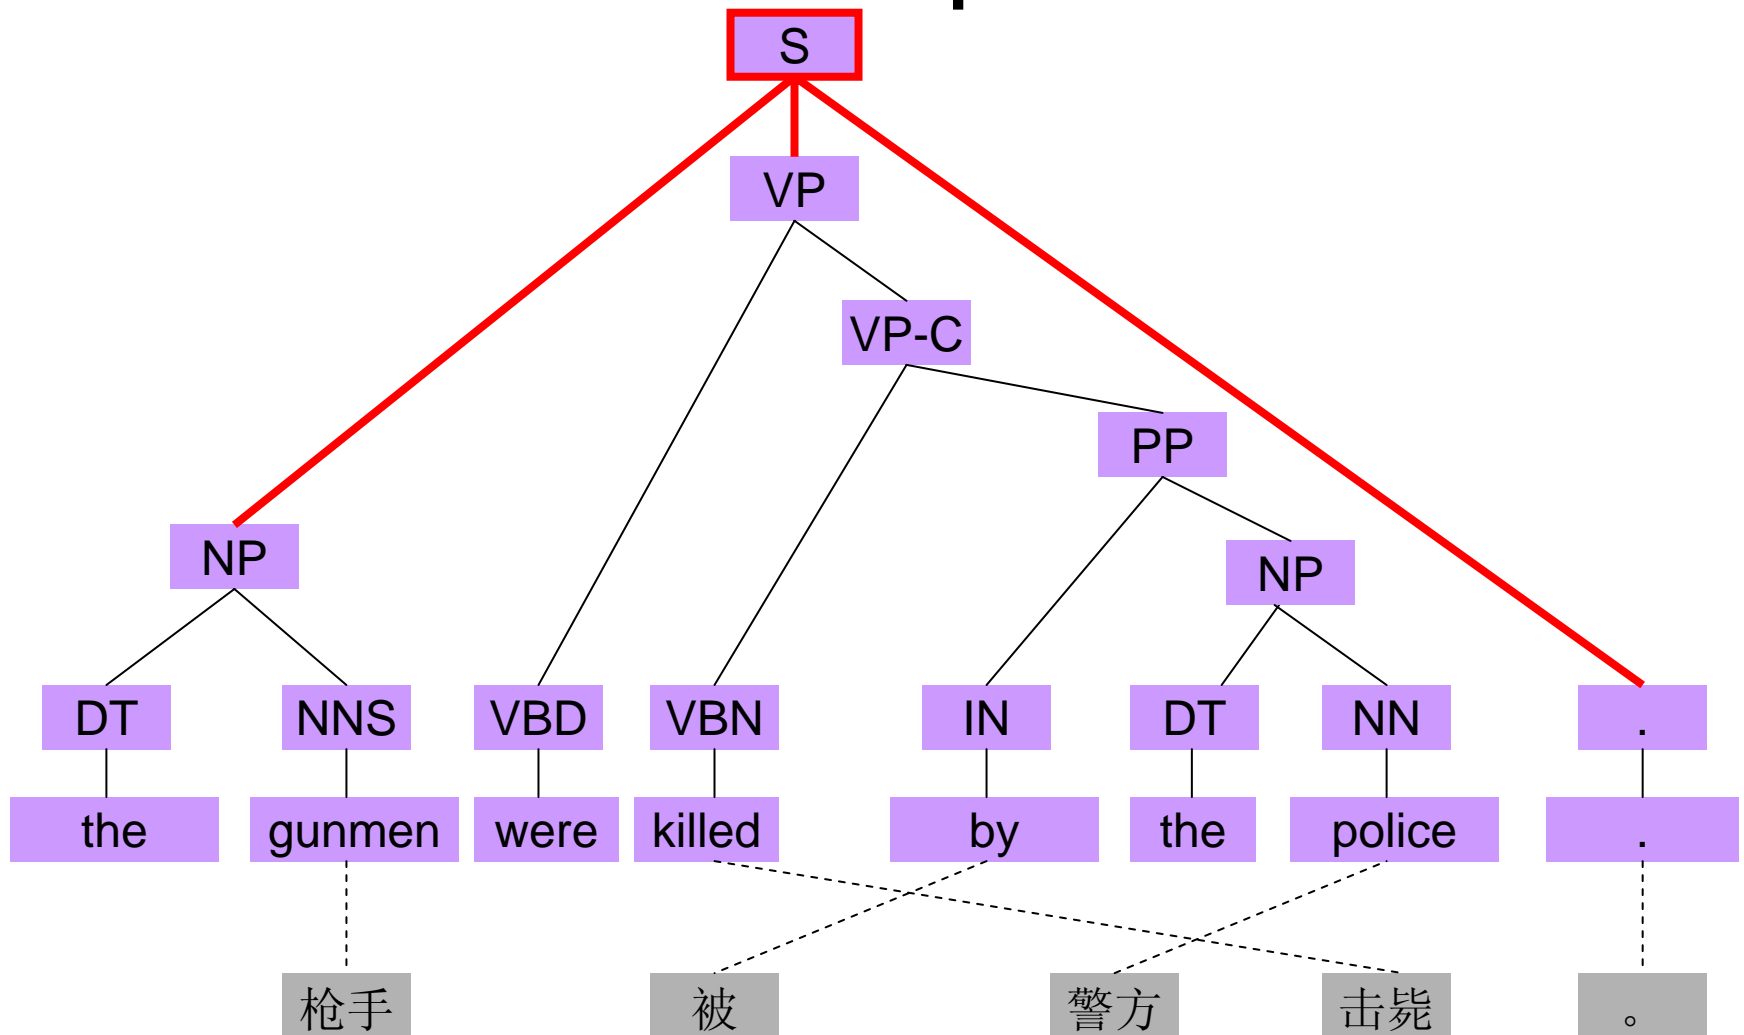 S
VP
VP-C
PP
NP
NP
DT NNS VBD VBN IN DT NN .
the gunmen were killed by the police .
枪手 被 警方 击毙 。